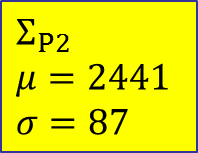 Σ_P2
μ = 2441
σ = 87